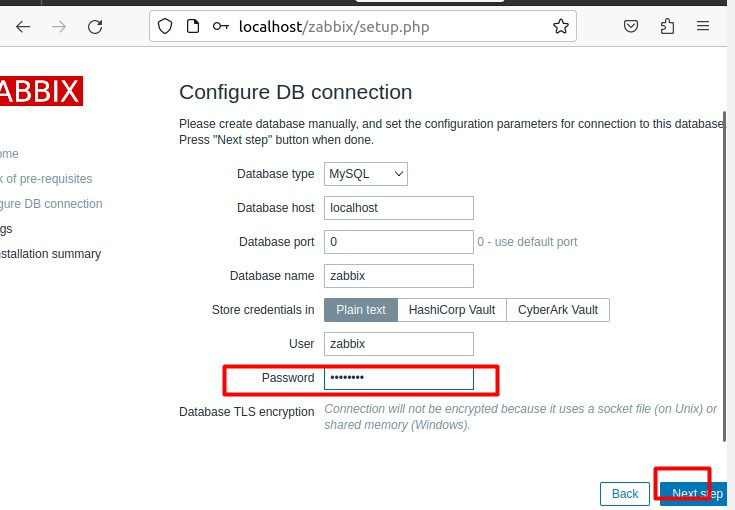 localhost/zabbix/setup.php
ABBIX
Configure DB connection
Please create database manually, and set the configuration parameters for connection to this database.
Press "Next step" button when done.
ome
k of pre-requisites
gure DB connection
gs
stallation summary
Database type MySQL
Database host localhost
Database port 0 0 - use default port
Database name zabbix
Store credentials in Plain text HashiCorp Vault CyberArk Vault
User zabbix
Password ••••••••
Database TLS encryption Connection will not be encrypted because it uses a socket file (on Unix) or
shared memory (Windows).
Back Next step